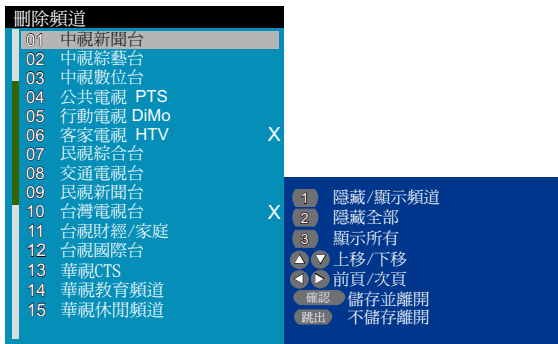 刪除頻道
01 中視新聞台
02 中視綜藝台
03 中視數位台
04 公共電視 PTS
05 行動電視 DiMo
06 客家電視 HTV X
07 民視綜合台
08 交通電視台
09 民視新聞台
10 台灣電視台 X
11 台視財經/家庭
12 台視國際台
13 華視CTS
14 華視教育頻道
15 華視休閒頻道
1 隱藏/顯示頻道
2 隱藏全部
3 顯示所有
上移/下移
前頁/次頁
確認 儲存並離開
跳出 不儲存離開